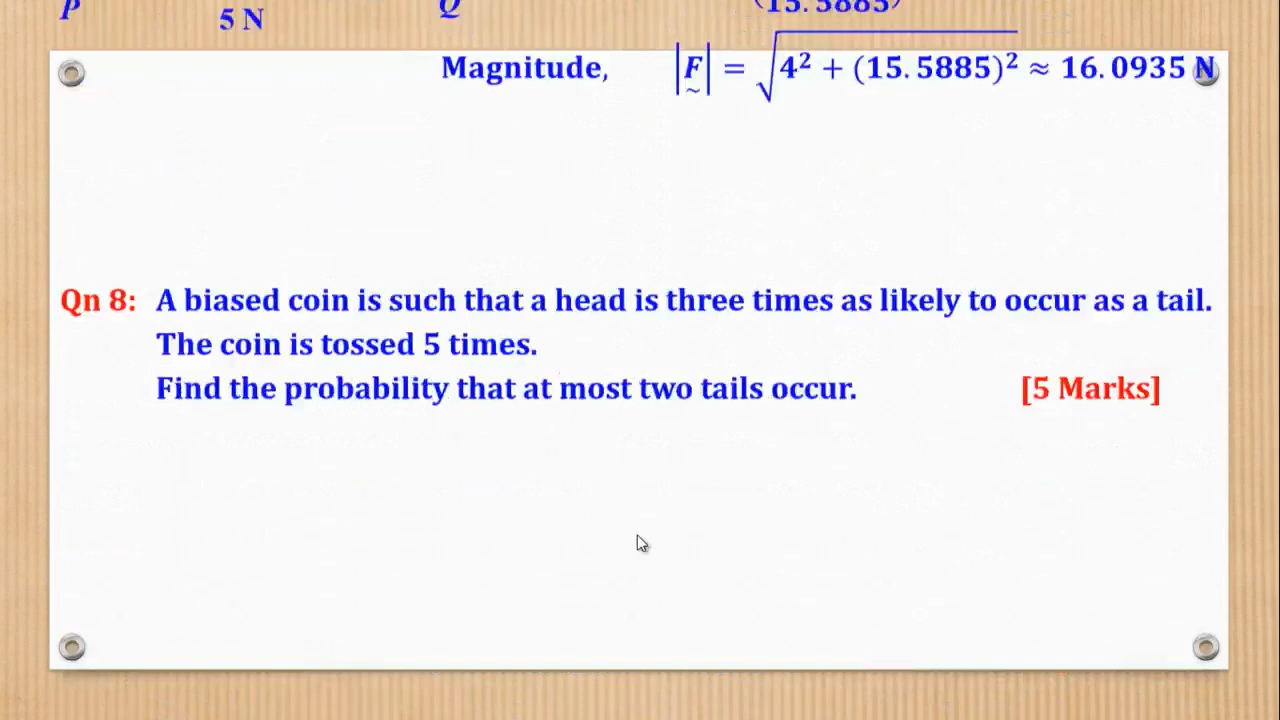 P 5 N Q (15.5885)
Magnitude, |F| = √4² + (15.5885)² ≈ 16.0935 N
~
Qn 8: A biased coin is such that a head is three times as likely to occur as a tail.
The coin is tossed 5 times.
Find the probability that at most two tails occur. [5 Marks]